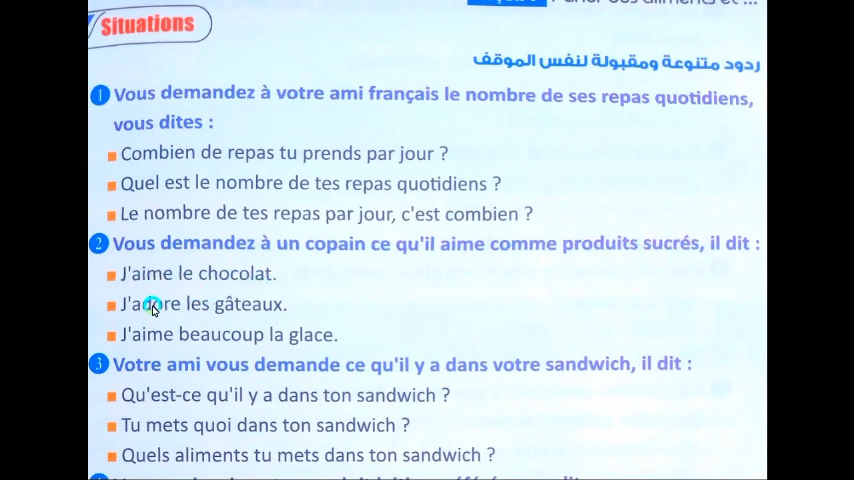 Situations
ردود متنوعة ومقبولة لنفس الموقف
1 Vous demandez à votre ami français le nombre de ses repas quotidiens,
vous dites :
Combien de repas tu prends par jour ?
Quel est le nombre de tes repas quotidiens ?
Le nombre de tes repas par jour, c'est combien ?
2 Vous demandez à un copain ce qu'il aime comme produits sucrés, il dit :
J'aime le chocolat.
J'adore les gâteaux.
J'aime beaucoup la glace.
3 Votre ami vous demande ce qu'il y a dans votre sandwich, il dit :
Qu'est-ce qu'il y a dans ton sandwich ?
Tu mets quoi dans ton sandwich ?
Quels aliments tu mets dans ton sandwich ?